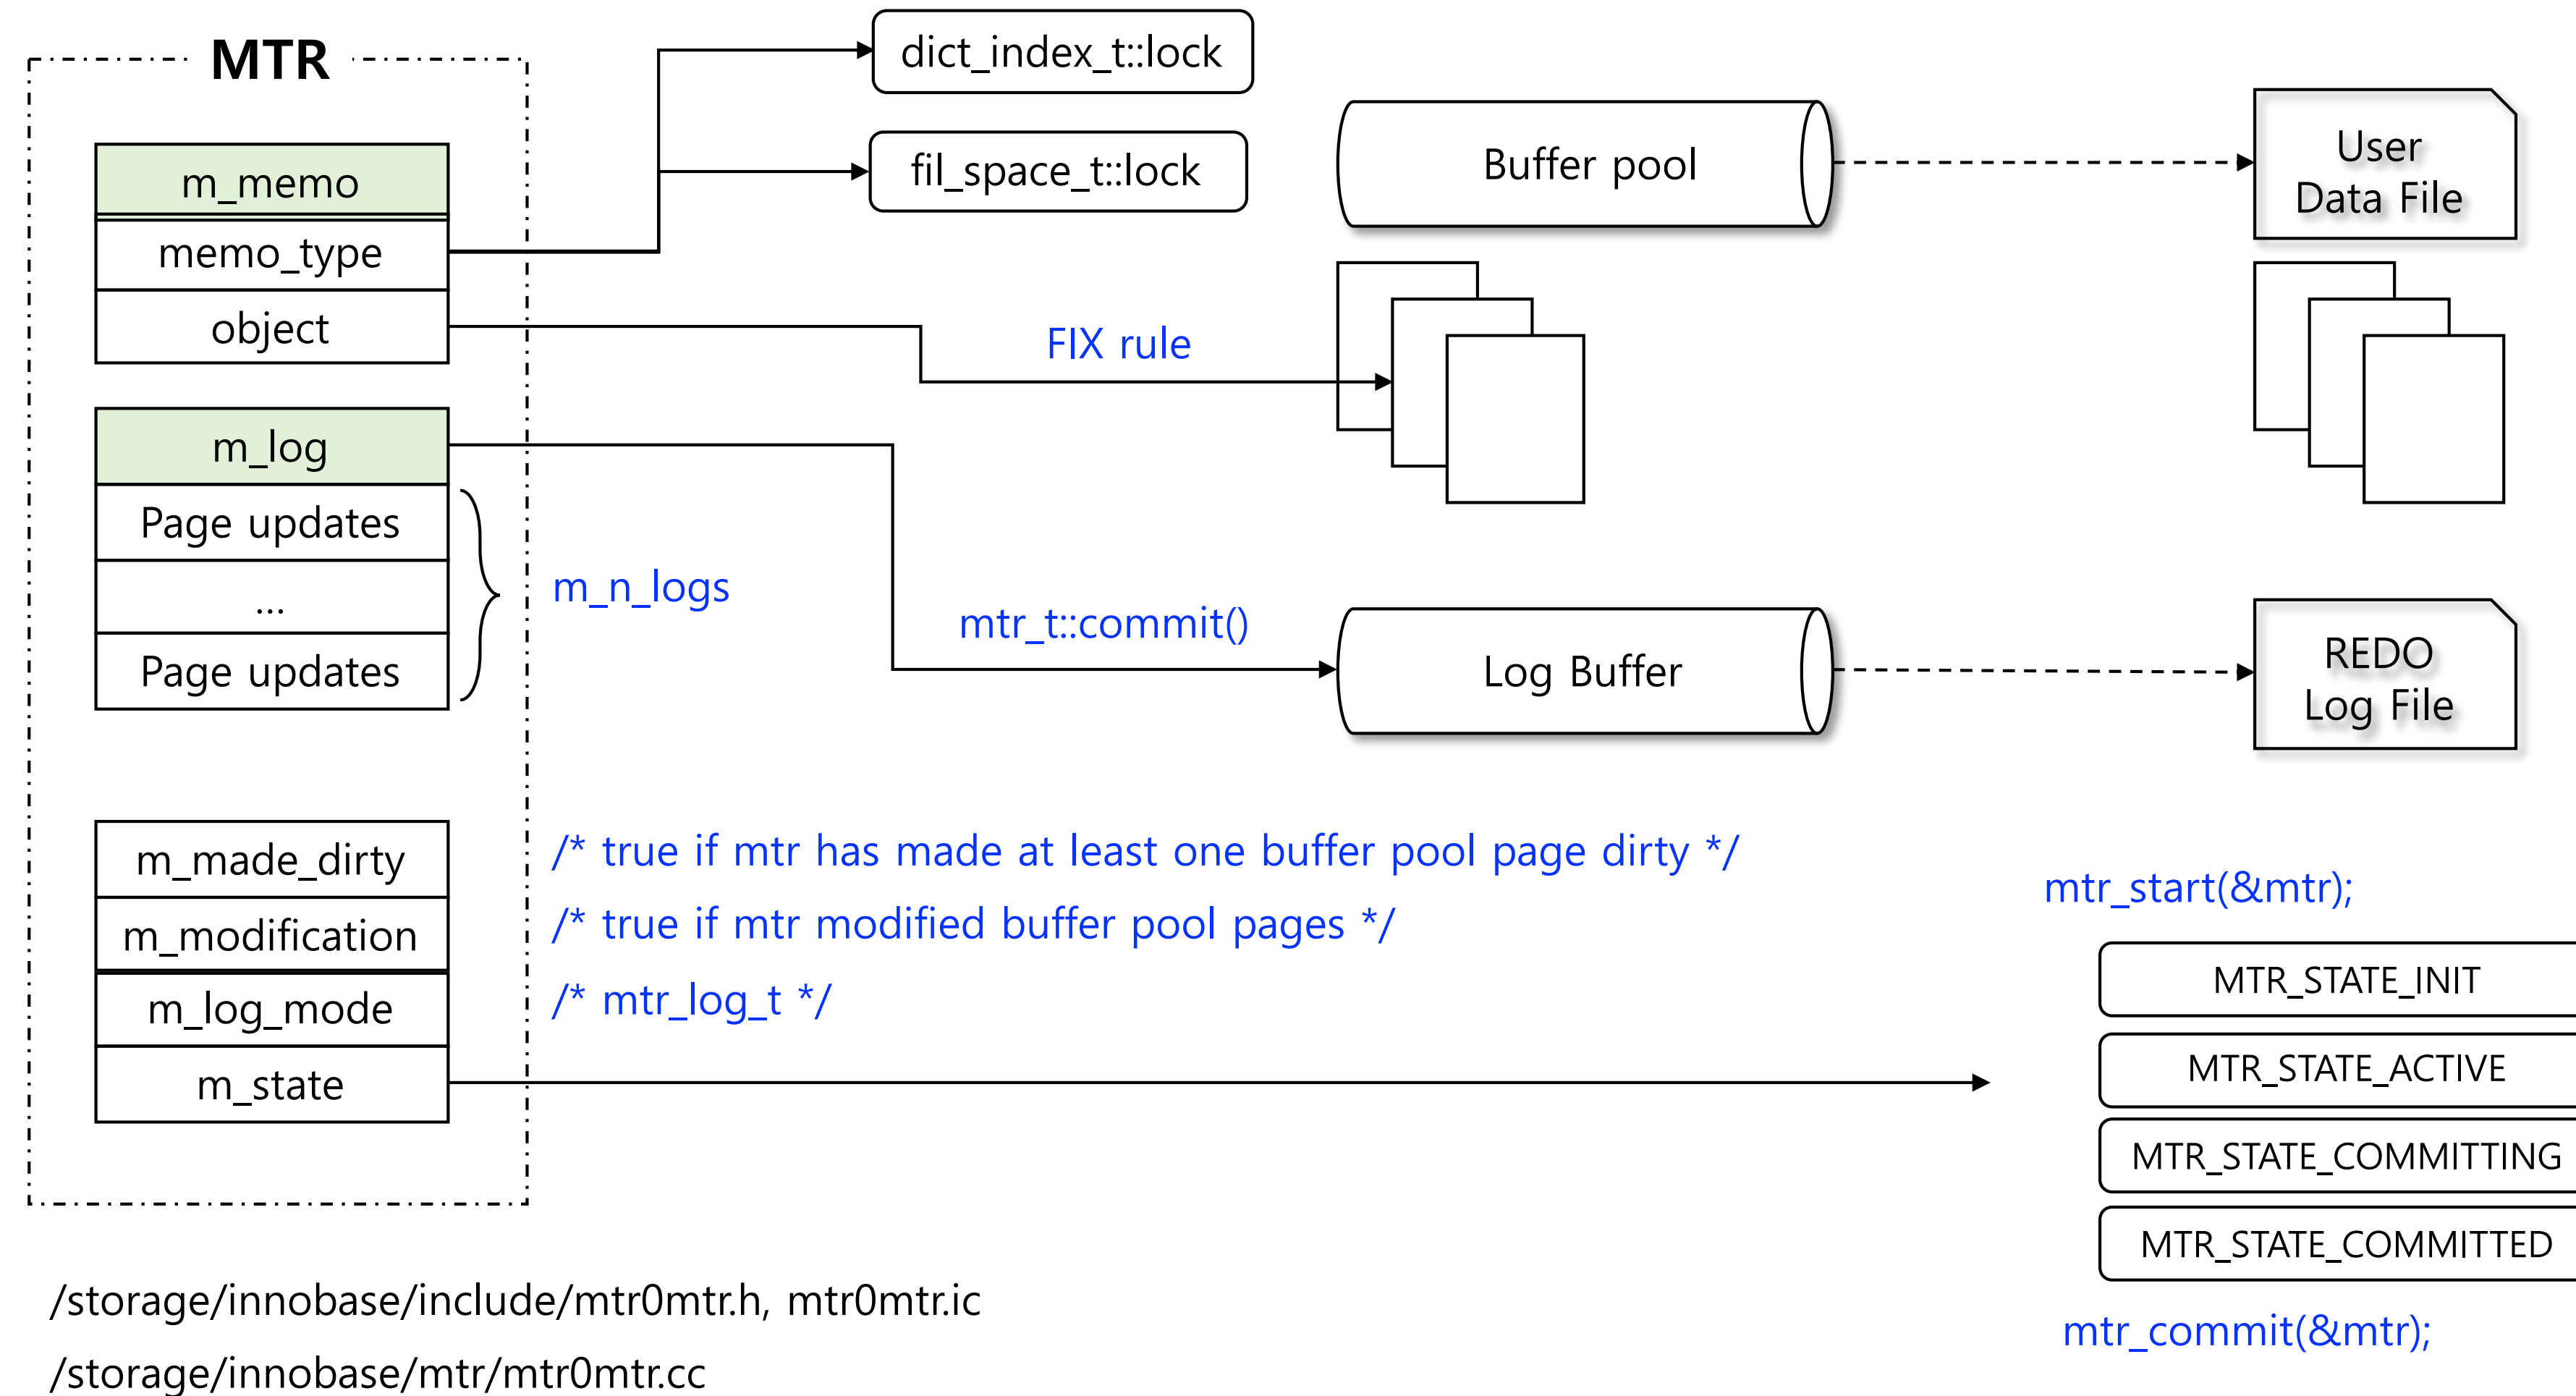 MTR
m_memo
memo_type
object
m_log
Page updates
...
Page updates
m_made_dirty
m_modification
m_log_mode
m_state
dict_index_t::lock
fil_space_t::lock
FIX rule
m_n_logs
mtr_t::commit()
Buffer pool
User
Data File
Log Buffer
REDO
Log File
/* true if mtr has made at least one buffer pool page dirty */
/* true if mtr modified buffer pool pages */
/* mtr_log_t */
mtr_start(&mtr);
MTR_STATE_INIT
MTR_STATE_ACTIVE
MTR_STATE_COMMITTING
MTR_STATE_COMMITTED
mtr_commit(&mtr);
/storage/innobase/include/mtr0mtr.h, mtr0mtr.ic
/storage/innobase/mtr/mtr0mtr.cc